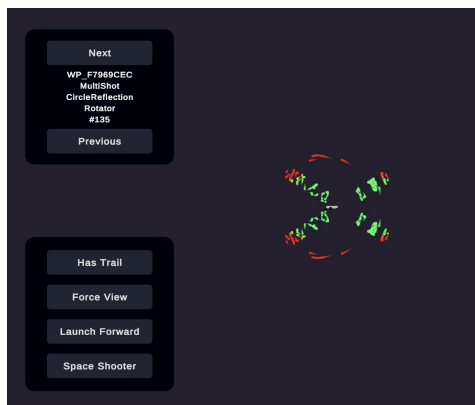 Next
WP_F7969CEC
MultiShot
CircleReflection
Rotator
#135
Previous
Has Trail
Force View
Launch Forward
Space Shooter